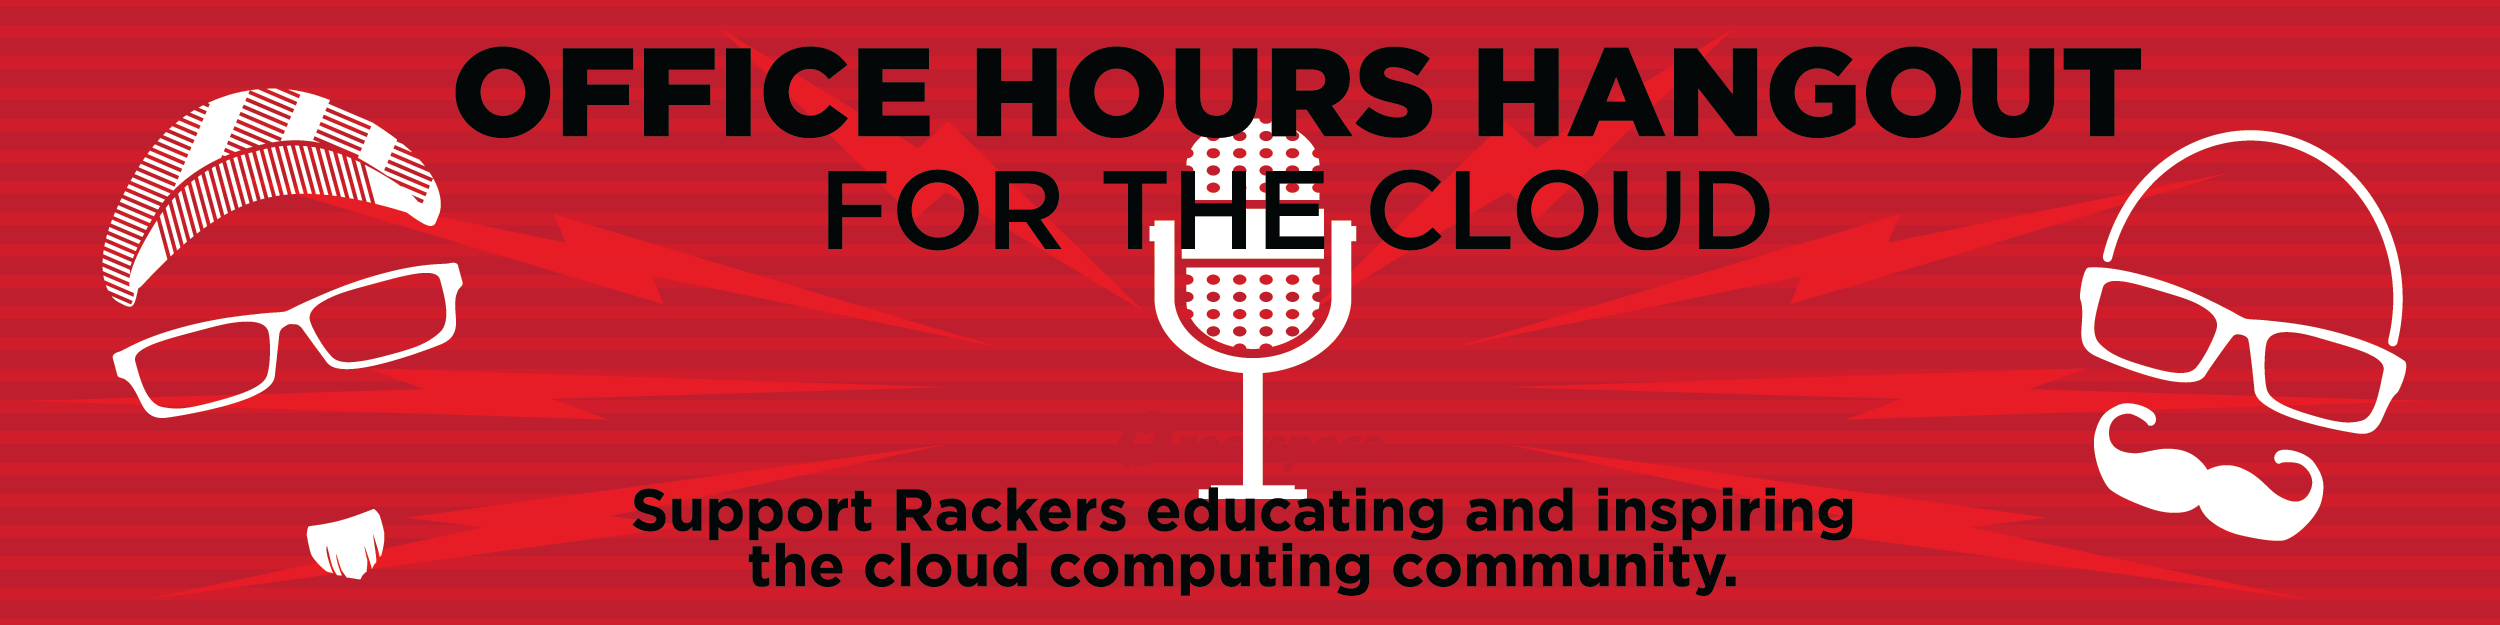 OFFICE HOURS HANGOUT
FOR THE CLOUD
Support Rackers educating and inspiring
the cloud computing community.